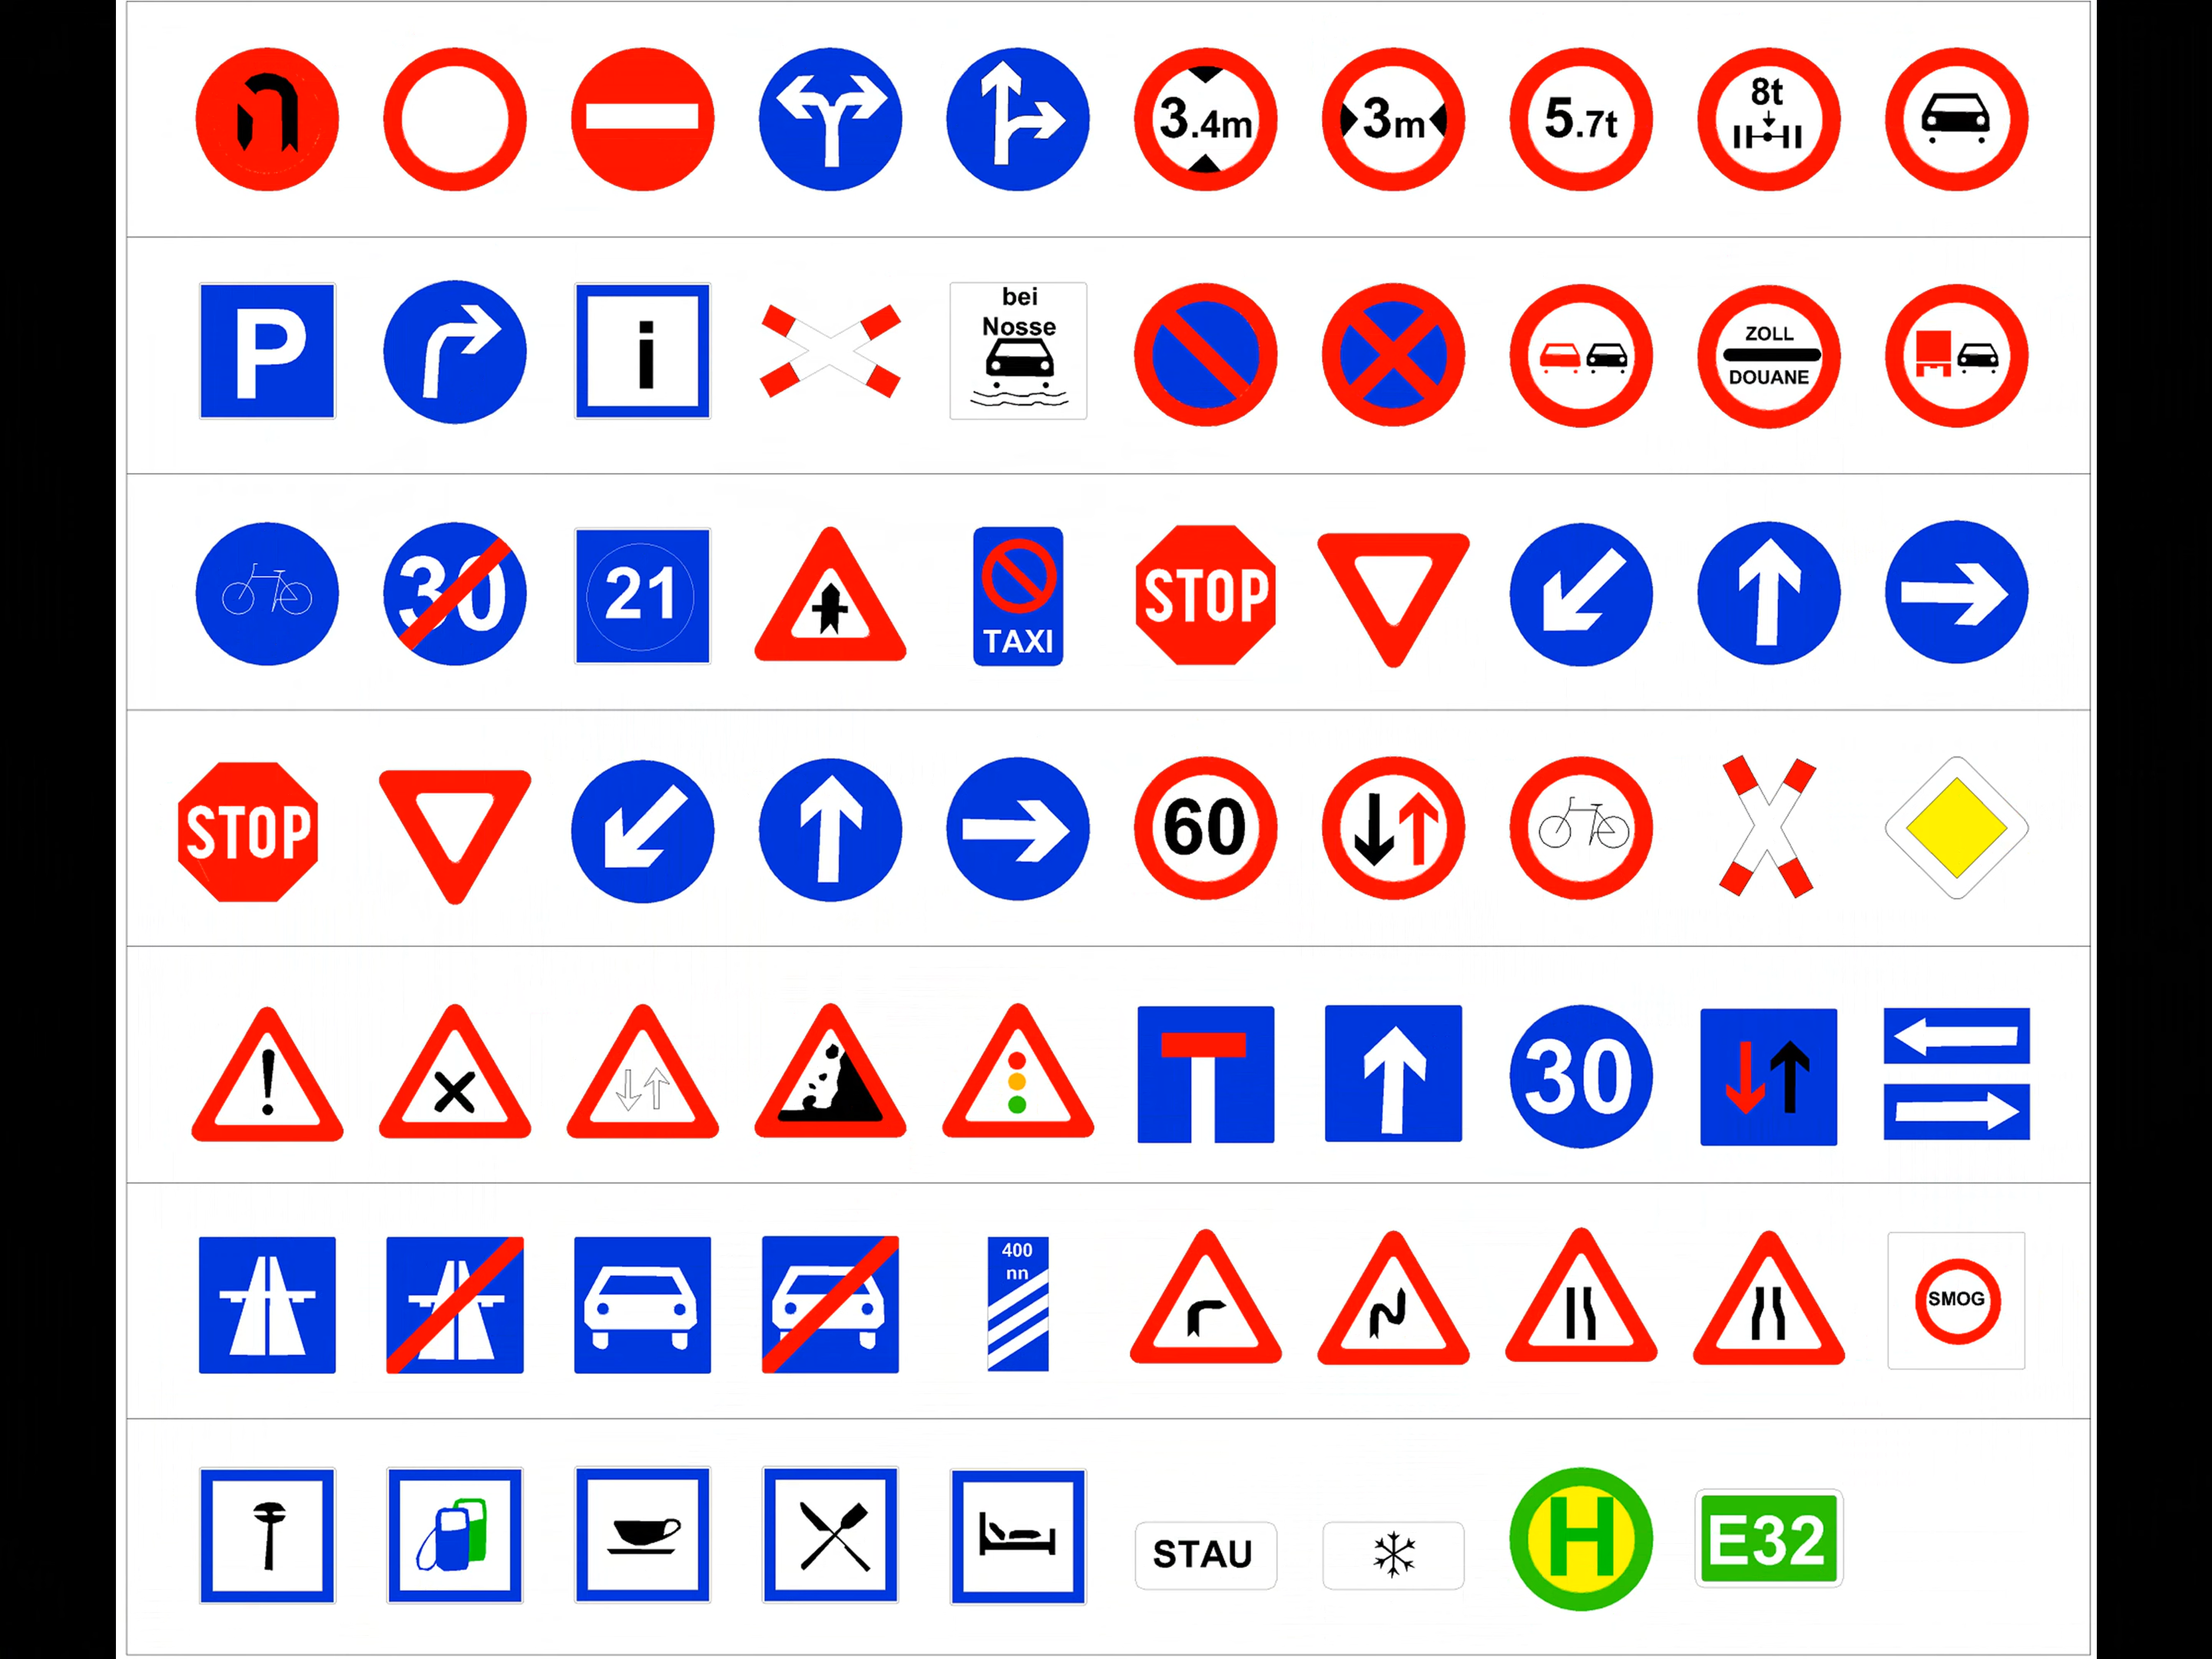 3.4m
3m
5.7t
8t
P
i
bei
Nosse
ZOLL
DOUANE
30
21
TAXI
STOP
STOP
60
!
30
400
nn
SMOG
STAU
H
E32